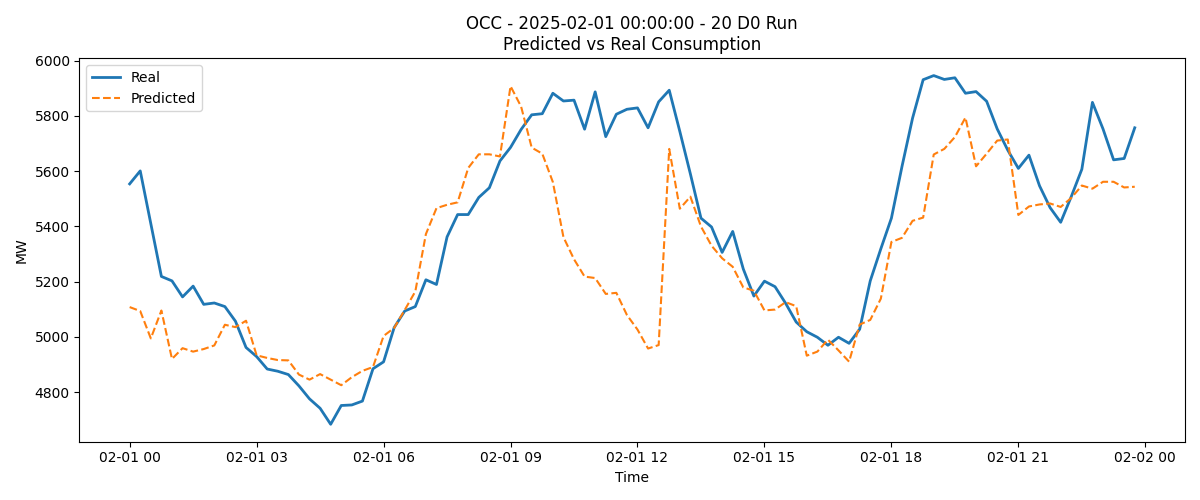 OCC - 2025-02-01 00:00:00 - 20 D0 Run
Predicted vs Real Consumption
Real
Predicted
MW
6000
5800
5600
5400
5200
5000
4800
02-01 00
02-01 03
02-01 06
02-01 09
02-01 12
02-01 15
02-01 18
02-01 21
02-02 00
Time